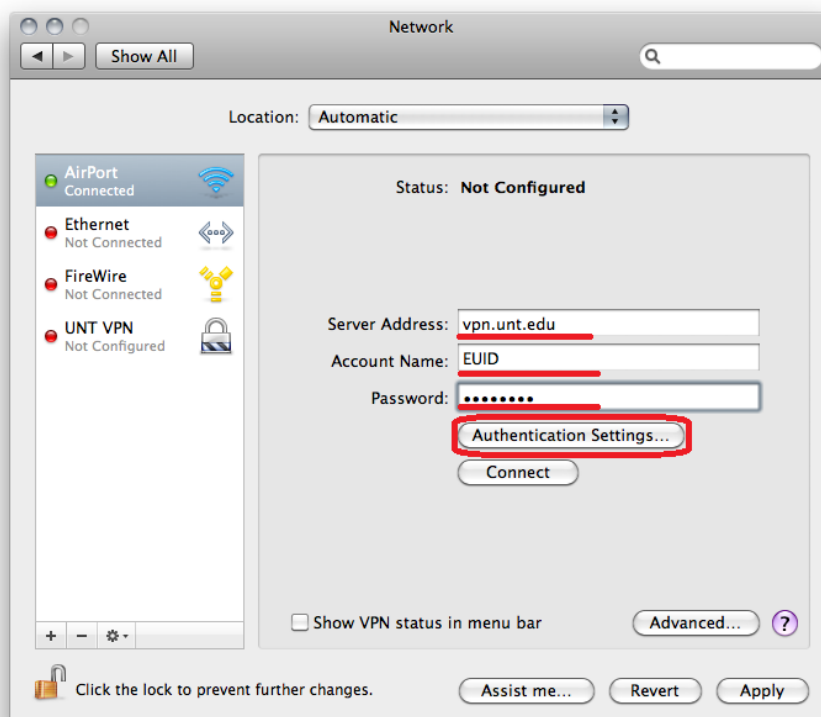 Network
Show All
Location: Automatic
AirPort
Connected
Ethernet
Not Connected
FireWire
Not Connected
UNT VPN
Not Configured
Status: Not Configured
Server Address: vpn.unt.edu
Account Name: EUID
Password: ••••••••
Authentication Settings...
Connect
Show VPN status in menu bar
Advanced...
?
Click the lock to prevent further changes.
Assist me...
Revert
Apply